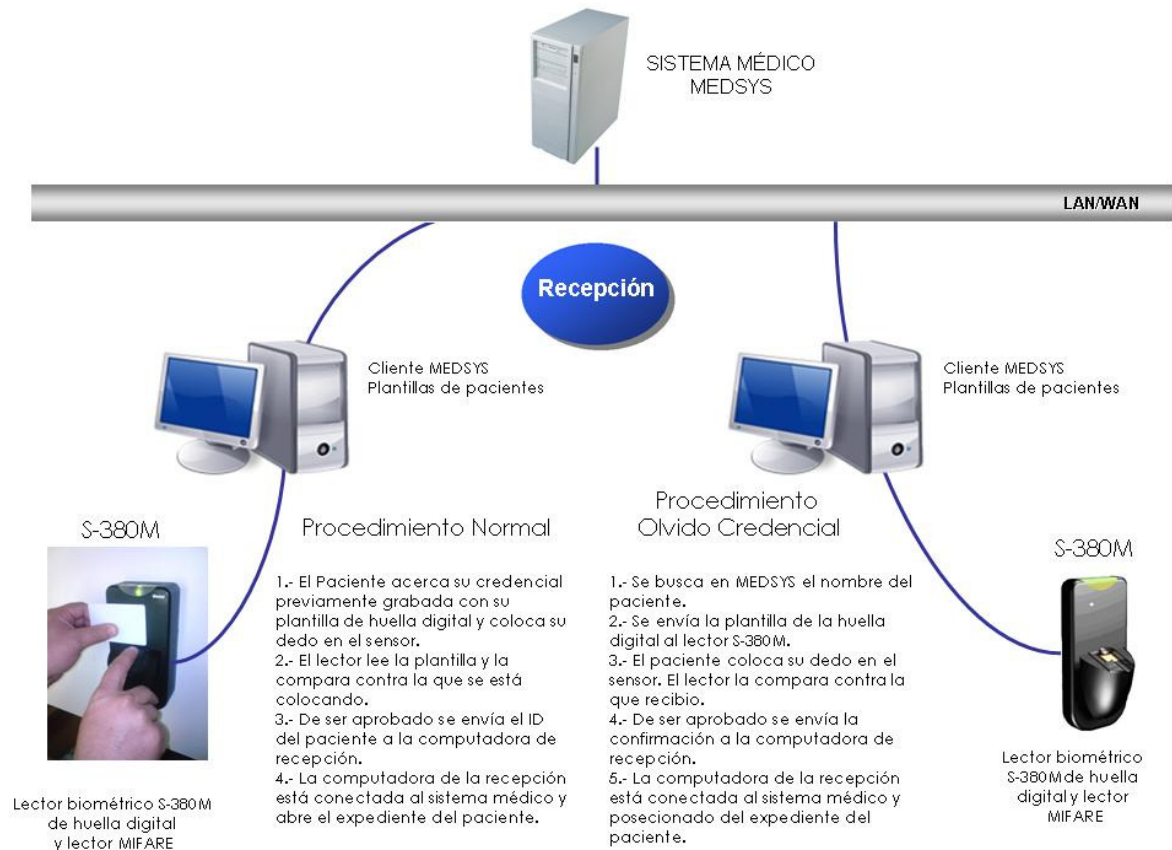 SISTEMA MÉDICO
MEDSYS
LAN/WAN
Recepción
Cliente MEDSYS
Plantillas de pacientes
Cliente MEDSYS
Plantillas de pacientes
S-380M
Procedimiento Normal
1.- El Paciente acerca su credencial
previamente grabada con su
plantilla de huella digital y coloca su
dedo en el sensor.
2.- El lector lee la plantilla y la
compara contra la que se está
colocando.
3.- De ser aprobado se envía el ID
del paciente a la computadora de
recepción.
4.- La computadora de la recepción
está conectada al sistema médico y
abre el expediente del paciente.
Lector biométrico S-380M
de huella digital
y lector MIFARE
Procedimiento
Olvido Credencial
1.- Se busca en MEDSYS el nombre del
paciente.
2.- Se envía la plantilla de la huella
digital al lector S-380M.
3.- El paciente coloca su dedo en el
sensor. El lector la compara contra la
que recibio.
4.- De ser aprobado se envía la
confirmación a la computadora de
recepción.
5.- La computadora de la recepción
está conectada al sistema médico y
posecionado del expediente del
paciente.
S-380M
Lector biométrico
S-380M de huella
digital y lector
MIFARE